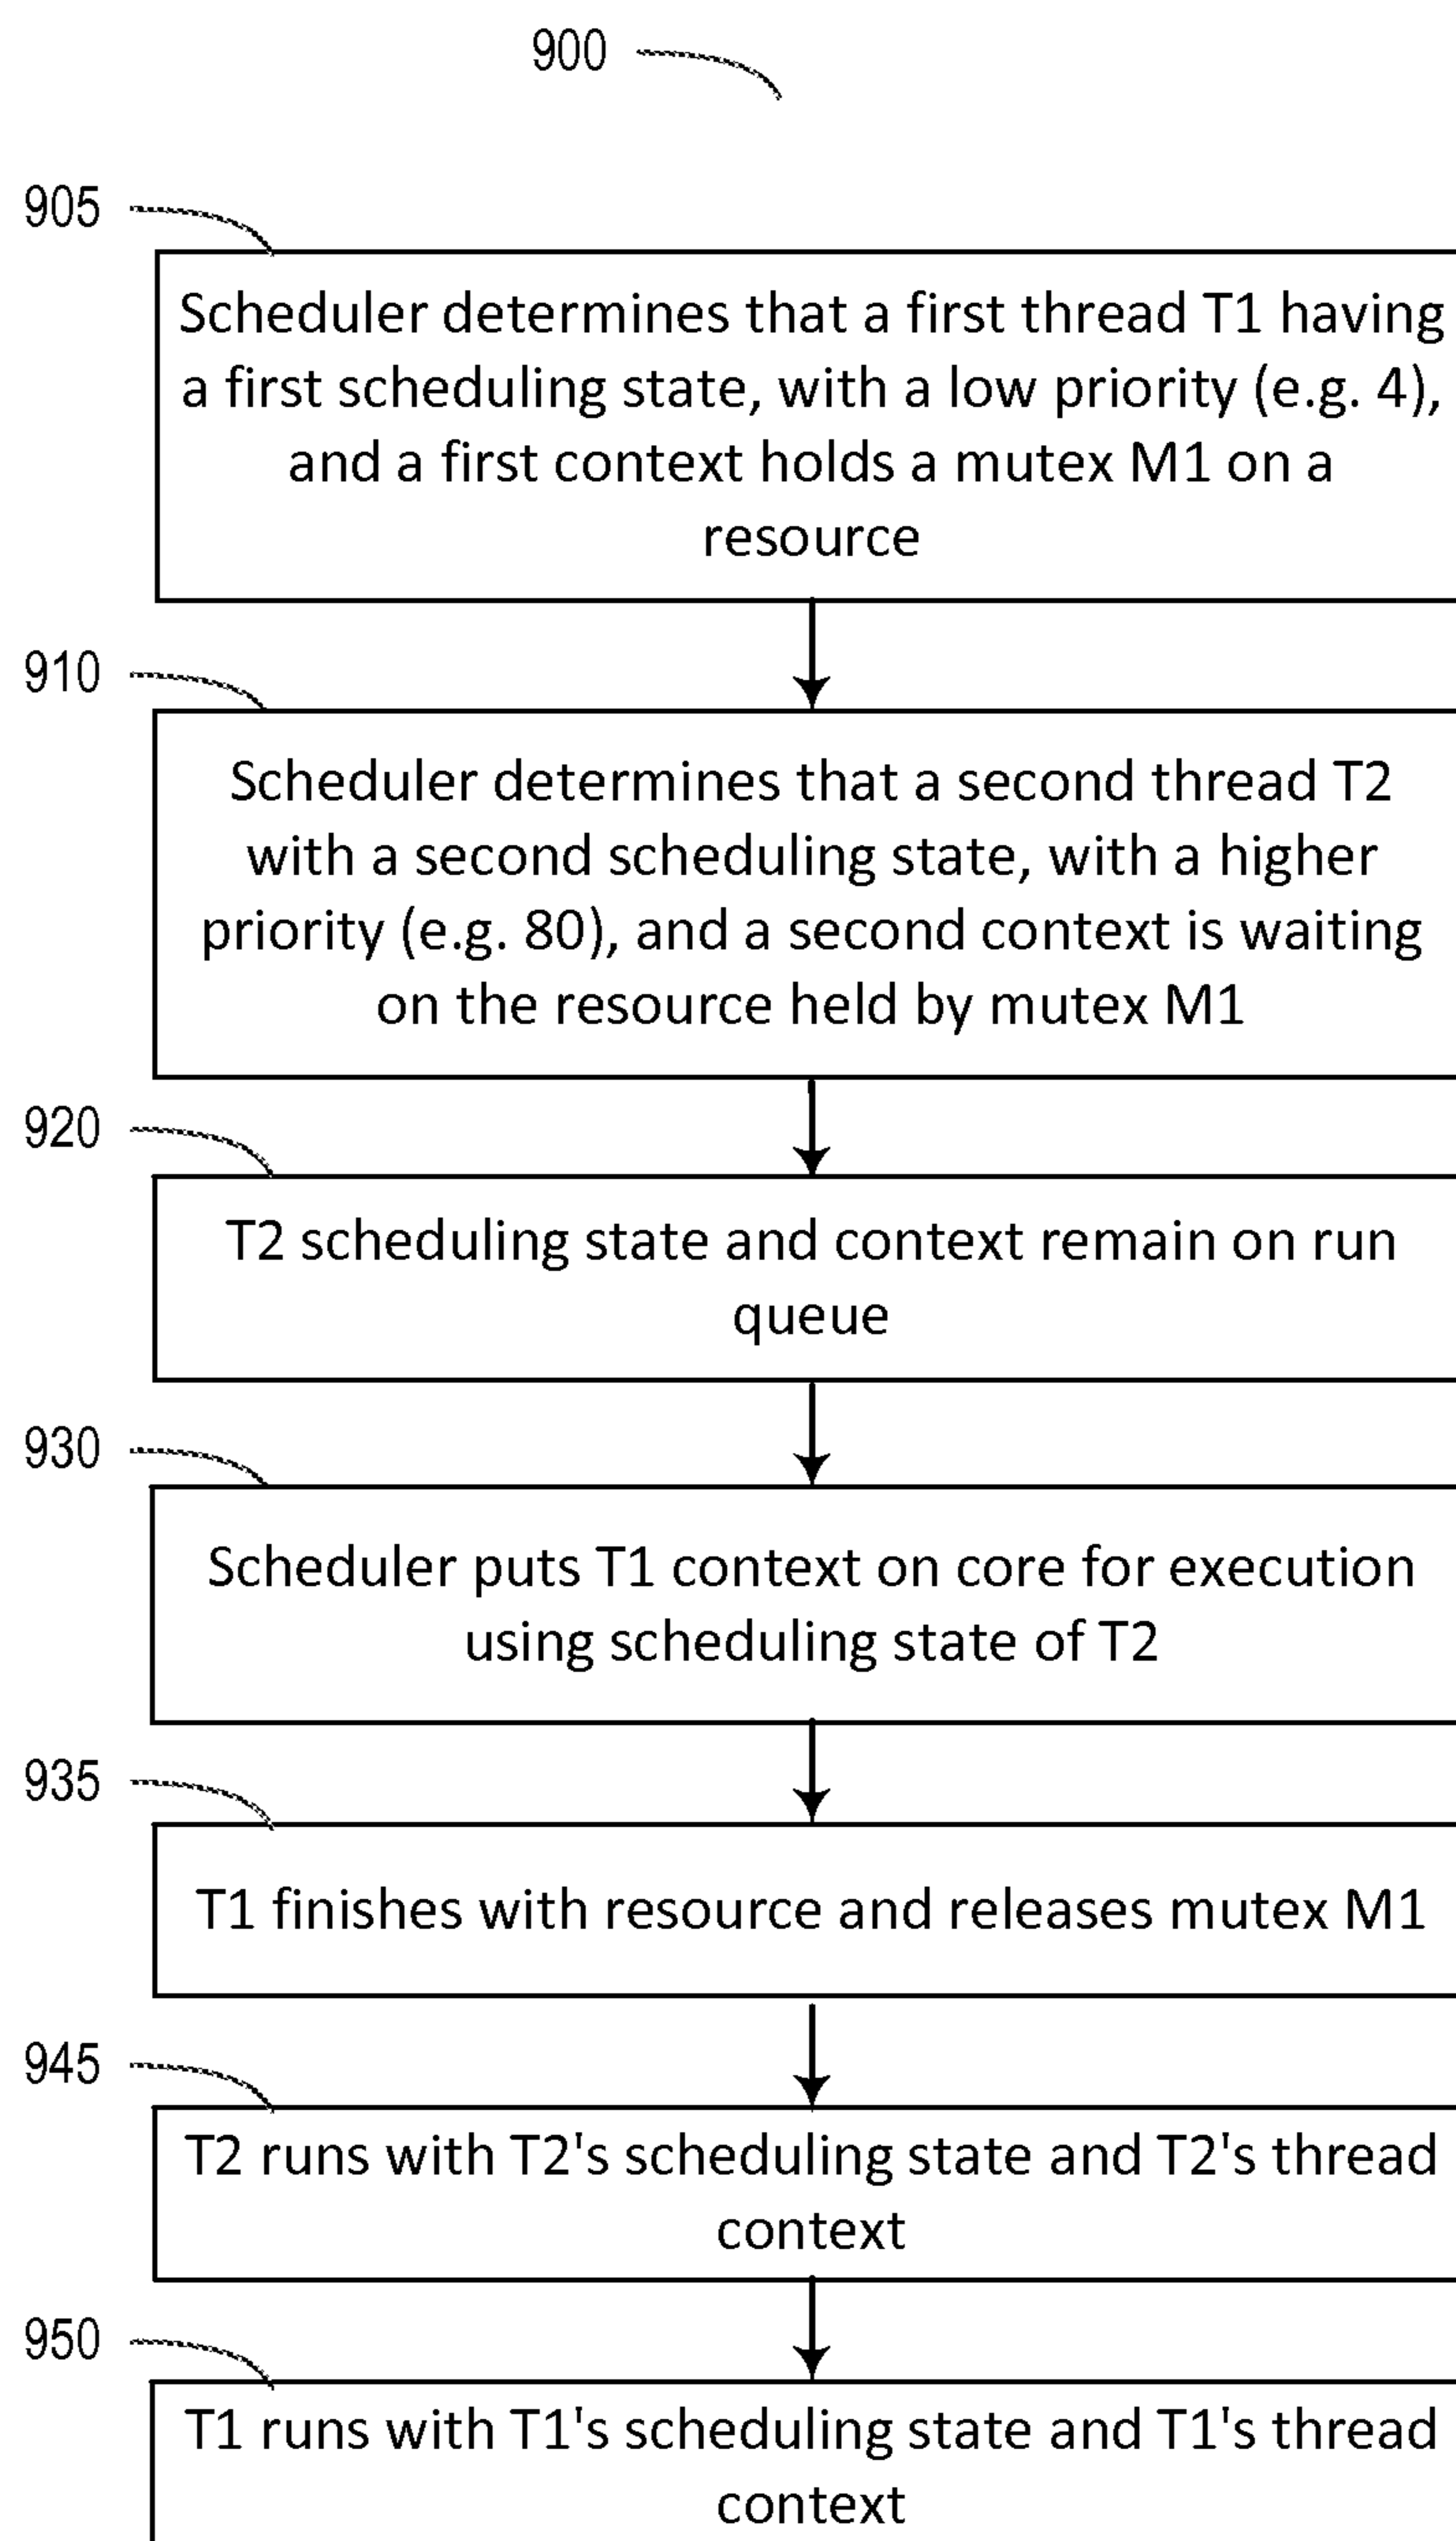 900
905
Scheduler determines that a first thread T1 having
a first scheduling state, with a low priority (e.g. 4),
and a first context holds a mutex M1 on a
resource
910
Scheduler determines that a second thread T2
with a second scheduling state, with a higher
priority (e.g. 80), and a second context is waiting
on the resource held by mutex M1
920
T2 scheduling state and context remain on run
queue
930
Scheduler puts T1 context on core for execution
using scheduling state of T2
935
T1 finishes with resource and releases mutex M1
945
T2 runs with T2's scheduling state and T2's thread
context
950
T1 runs with T1's scheduling state and T1's thread
context